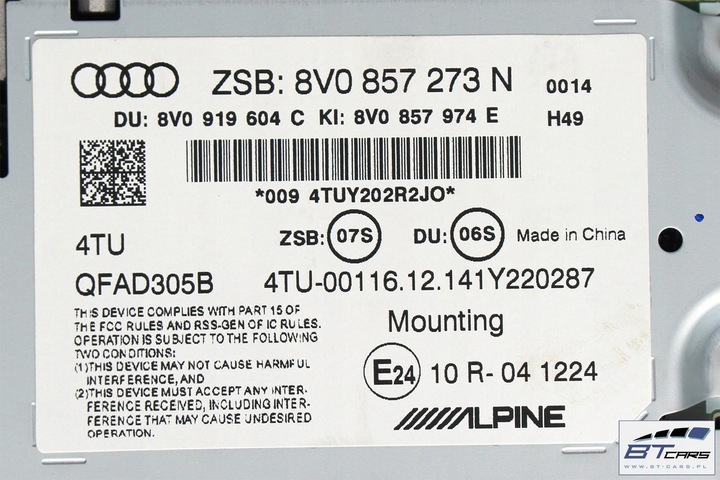 ZSB: 8V0 857 273 N 0014
DU: 8V0 919 604 C KI: 8V0 857 974 E H49
*009 4TUY202R2JO*
4TU ZSB: 07S DU: 06S Made in China
QFAD305B 4TU-00116.12.141Y220287
THIS DEVICE COMPLIES WITH PART 15 OF
THE FCC RULES AND RSS-GEN OF IC RULES.
OPERATION IS SUBJECT TO THE FOLLOWING
TWO CONDITIONS:
(1)THIS DEVICE MAY NOT CAUSE HARMFUL
INTERFERENCE, AND
(2)THIS DEVICE MUST ACCEPT ANY INTER-
FERENCE RECEIVED, INCLUDING INTER-
FERENCE THAT MAY CAUSE UNDESIRED
OPERATION.
Mounting
E24 10 R- 04 1224
ALPINE
BT CARS
WWW.BT-CARS.PL